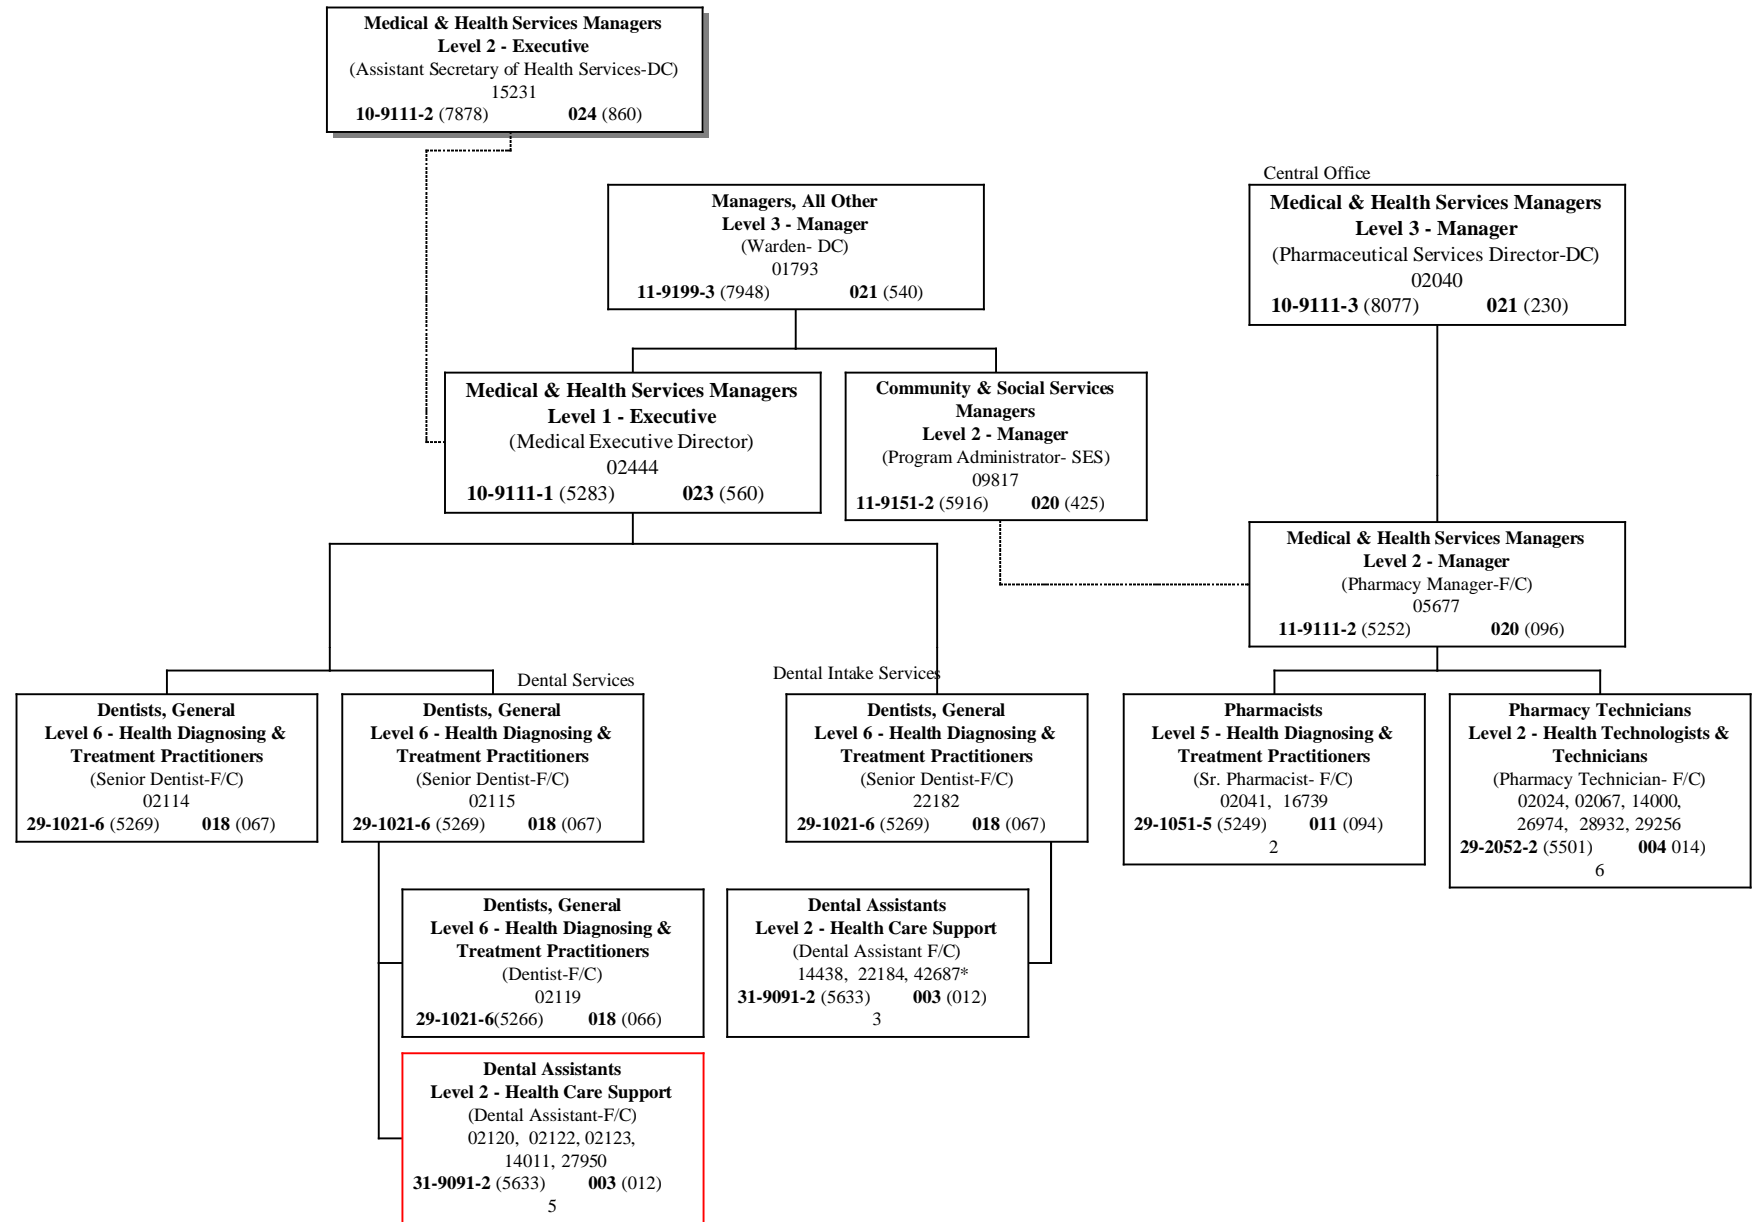 Medical & Health Services Managers
Level 2 - Executive
(Assistant Secretary of Health Services-DC)
15231
10-9111-2 (7878) 024 (860)
Managers, All Other
Level 3 - Manager
(Warden- DC)
01793
11-9199-3 (7948) 021 (540)
Central Office
Medical & Health Services Managers
Level 3 - Manager
(Pharmaceutical Services Director-DC)
02040
10-9111-3 (8077) 021 (230)
Medical & Health Services Managers
Level 1 - Executive
(Medical Executive Director)
02444
10-9111-1 (5283) 023 (560)
Community & Social Services
Managers
Level 2 - Manager
(Program Administrator- SES)
09817
11-9151-2 (5916) 020 (425)
Medical & Health Services Managers
Level 2 - Manager
(Pharmacy Manager-F/C)
05677
11-9111-2 (5252) 020 (096)
Dentists, General
Level 6 - Health Diagnosing &
Treatment Practitioners
(Senior Dentist-F/C)
02114
29-1021-6 (5269) 018 (067)
Dental Services
Dentists, General
Level 6 - Health Diagnosing &
Treatment Practitioners
(Senior Dentist-F/C)
02115
29-1021-6 (5269) 018 (067)
Dental Intake Services
Dentists, General
Level 6 - Health Diagnosing &
Treatment Practitioners
(Senior Dentist-F/C)
22182
29-1021-6 (5269) 018 (067)
Pharmacists
Level 5 - Health Diagnosing &
Treatment Practitioners
(Sr. Pharmacist- F/C)
02041, 16739
29-1051-5 (5249) 011 (094)
2
Pharmacy Technicians
Level 2 - Health Technologists &
Technicians
(Pharmacy Technician- F/C)
02024, 02067, 14000,
26974, 28932, 29256
29-2052-2 (5501) 004 014)
6
Dentists, General
Level 6 - Health Diagnosing &
Treatment Practitioners
(Dentist-F/C)
02119
29-1021-6(5266) 018 (066)
Dental Assistants
Level 2 - Health Care Support
(Dental Assistant F/C)
14438, 22184, 42687*
31-9091-2 (5633) 003 (012)
3
Dental Assistants
Level 2 - Health Care Support
(Dental Assistant-F/C)
02120, 02122, 02123,
14011, 27950
31-9091-2 (5633) 003 (012)
5